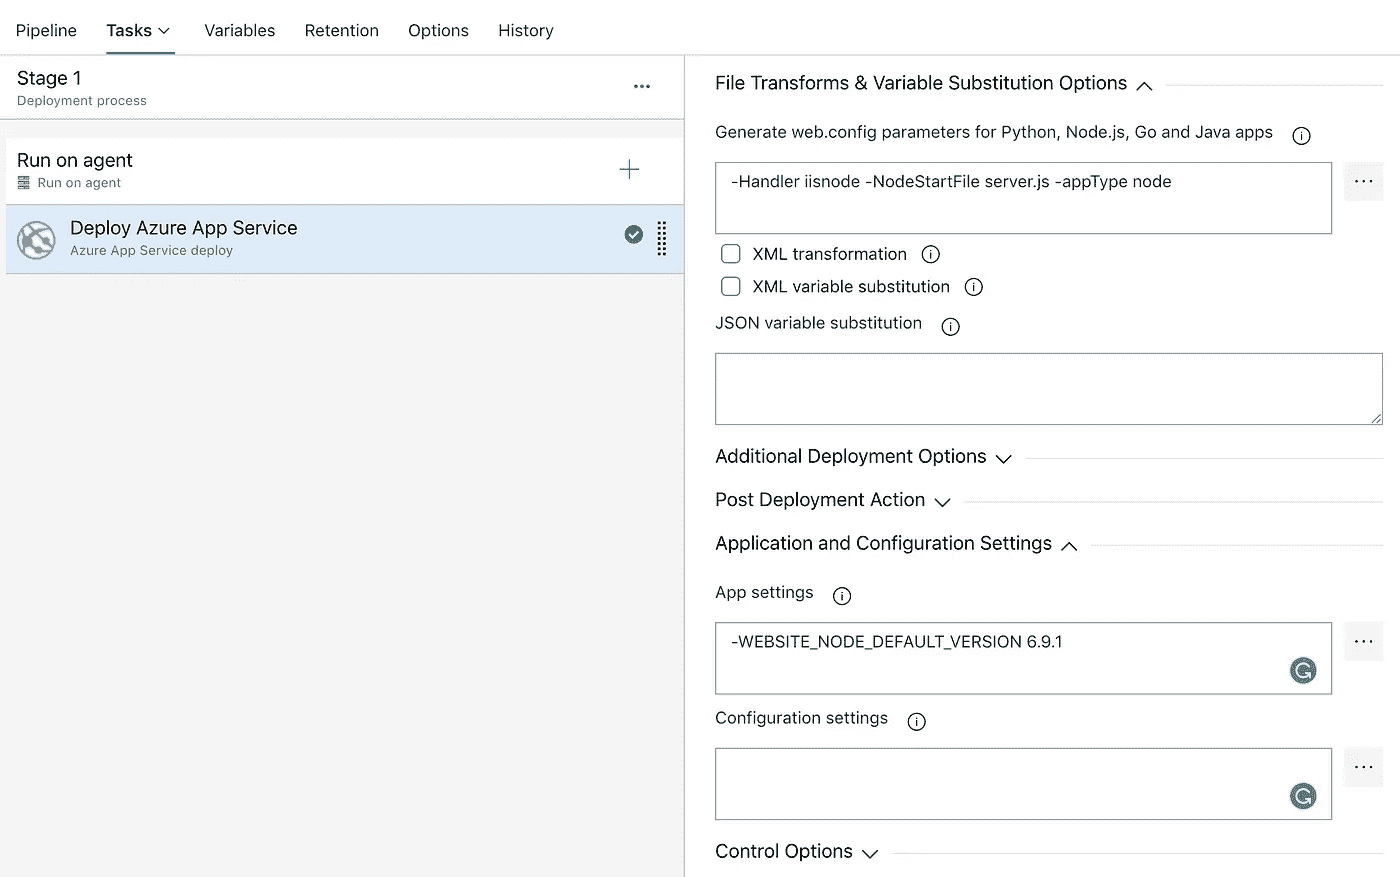 Pipeline Tasks Variables Retention Options History
Stage 1
Deployment process
Run on agent
Run on agent
Deploy Azure App Service
Azure App Service deploy
File Transforms & Variable Substitution Options
Generate web.config parameters for Python, Node.js, Go and Java apps
-Handler iisnode -NodeStartFile server.js -appType node
XML transformation
XML variable substitution
JSON variable substitution
Additional Deployment Options
Post Deployment Action
Application and Configuration Settings
App settings
-WEBSITE_NODE_DEFAULT_VERSION 6.9.1
Configuration settings
Control Options